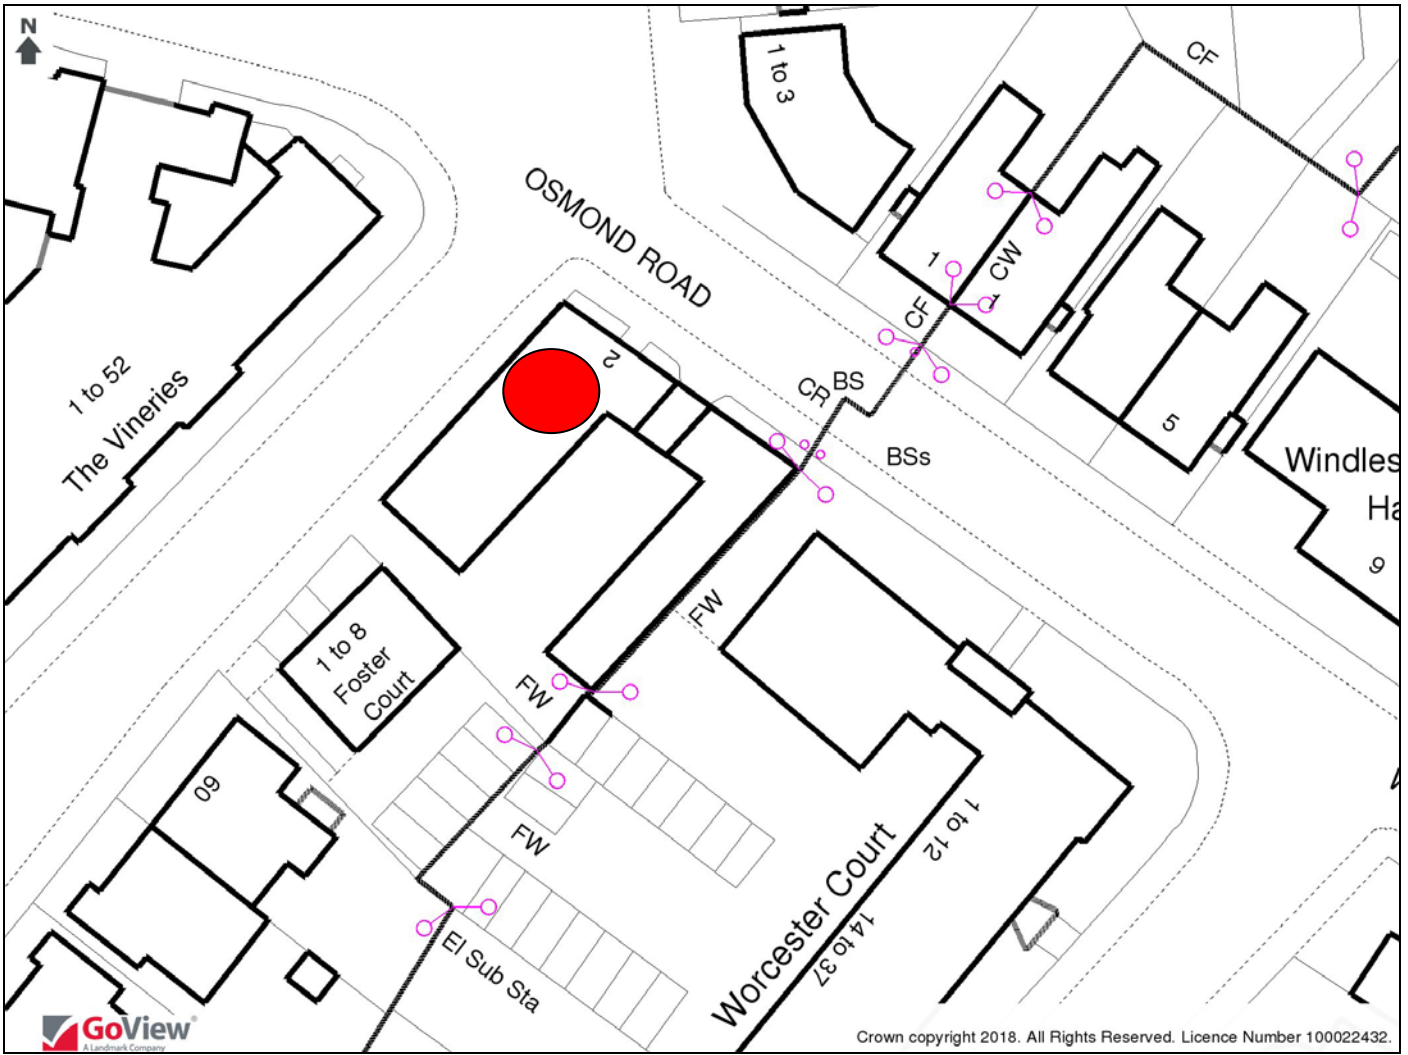 N
1 to 3
CF
OSMOND ROAD
1
CW
1
CF
2
CR
BS
BSs
5
1 to 52
The Vineries
Windles
Ha
9
FW
1 to 8
Foster
Court
FW
60
FW
1 to 12
Worcester Court
14 to 37
El Sub Sta
GoView®
A Landmark Company
Crown copyright 2018. All Rights Reserved. Licence Number 100022432.